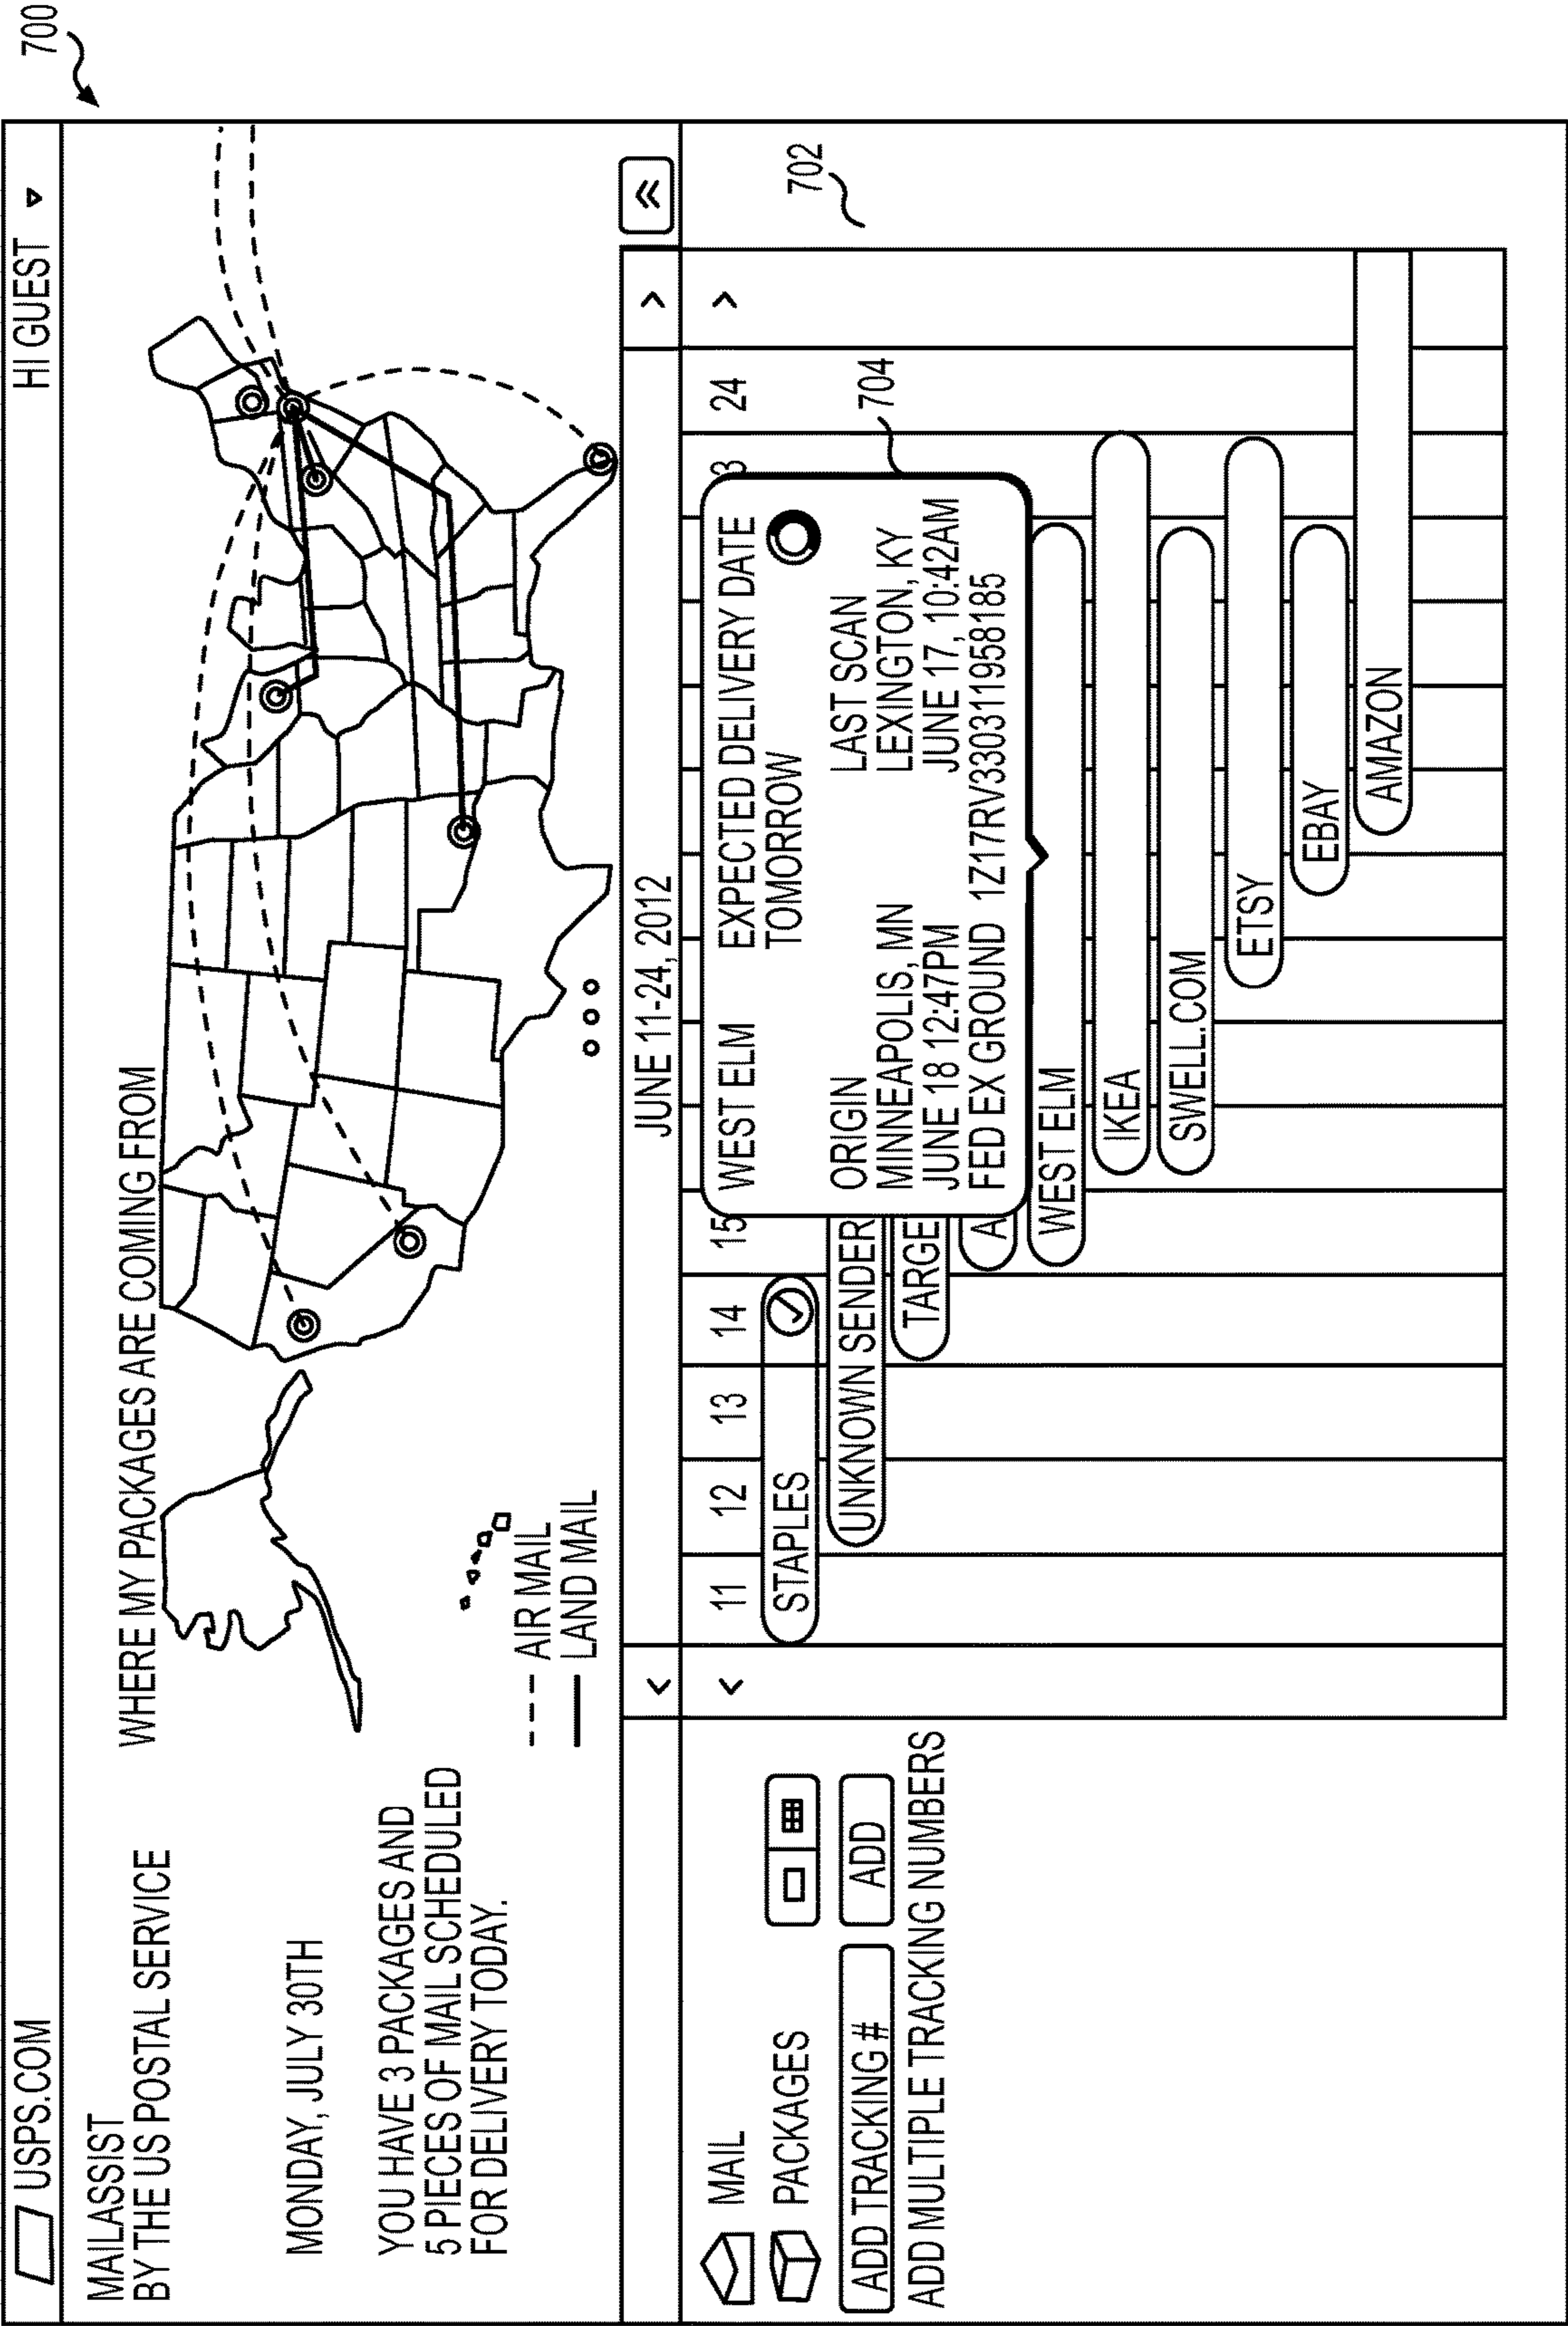 700
USPS.COM
HI GUEST
MAILASSIST
BY THE US POSTAL SERVICE
MONDAY, JULY 30TH
YOU HAVE 3 PACKAGES AND
5 PIECES OF MAIL SCHEDULED
FOR DELIVERY TODAY.
WHERE MY PACKAGES ARE COMING FROM
AIR MAIL
LAND MAIL
< JUNE 11-24, 2012 >
MAIL
PACKAGES
ADD TRACKING # ADD
ADD MULTIPLE TRACKING NUMBERS
702
< 11 12 13 14 15 3 24 >
STAPLES
UNKNOWN SENDER
TARGE
A
704
WEST ELM EXPECTED DELIVERY DATE
TOMORROW
ORIGIN LAST SCAN
MINNEAPOLIS, MN LEXINGTON, KY
JUNE 18 12:47PM JUNE 17, 10:42AM
FED EX GROUND 1Z17RV330311958185
WEST ELM
IKEA
SWELL.COM
ETSY
EBAY
AMAZON